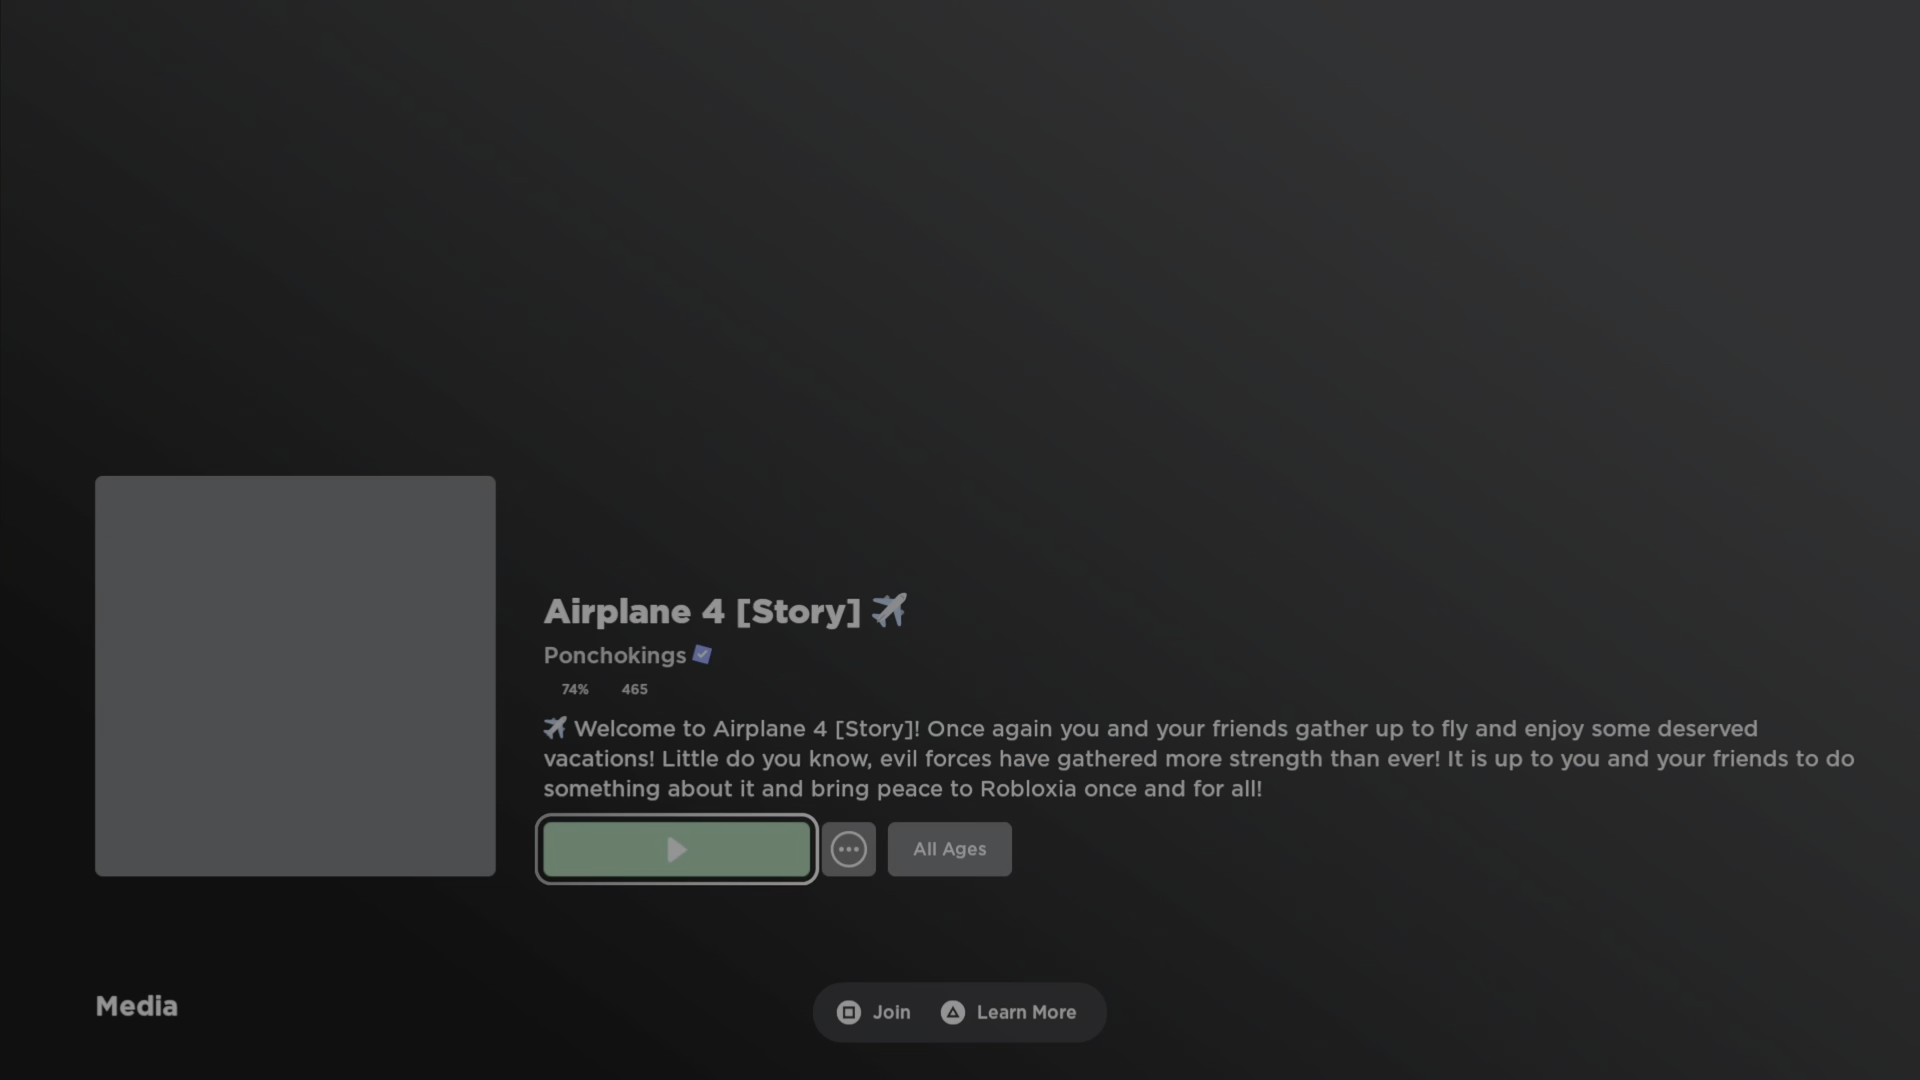 Airplane 4 [Story] ✈️
Ponchokings
74% 465
✈️ Welcome to Airplane 4 [Story]! Once again you and your friends gather up to fly and enjoy some deserved
vacations! Little do you know, evil forces have gathered more strength than ever! It is up to you and your friends to do
something about it and bring peace to Robloxia once and for all!
All Ages
Media
Join Learn More